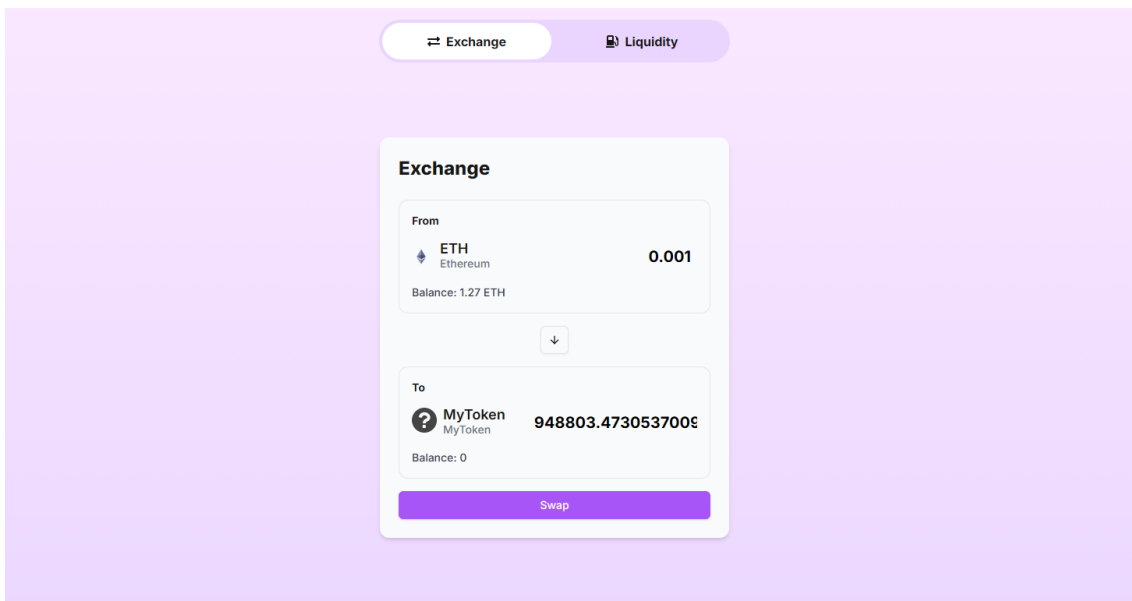 Exchange
Liquidity
Exchange
From
ETH
Ethereum
0.001
Balance: 1.27 ETH
To
?
MyToken
MyToken
948803.4730537009
Balance: 0
Swap